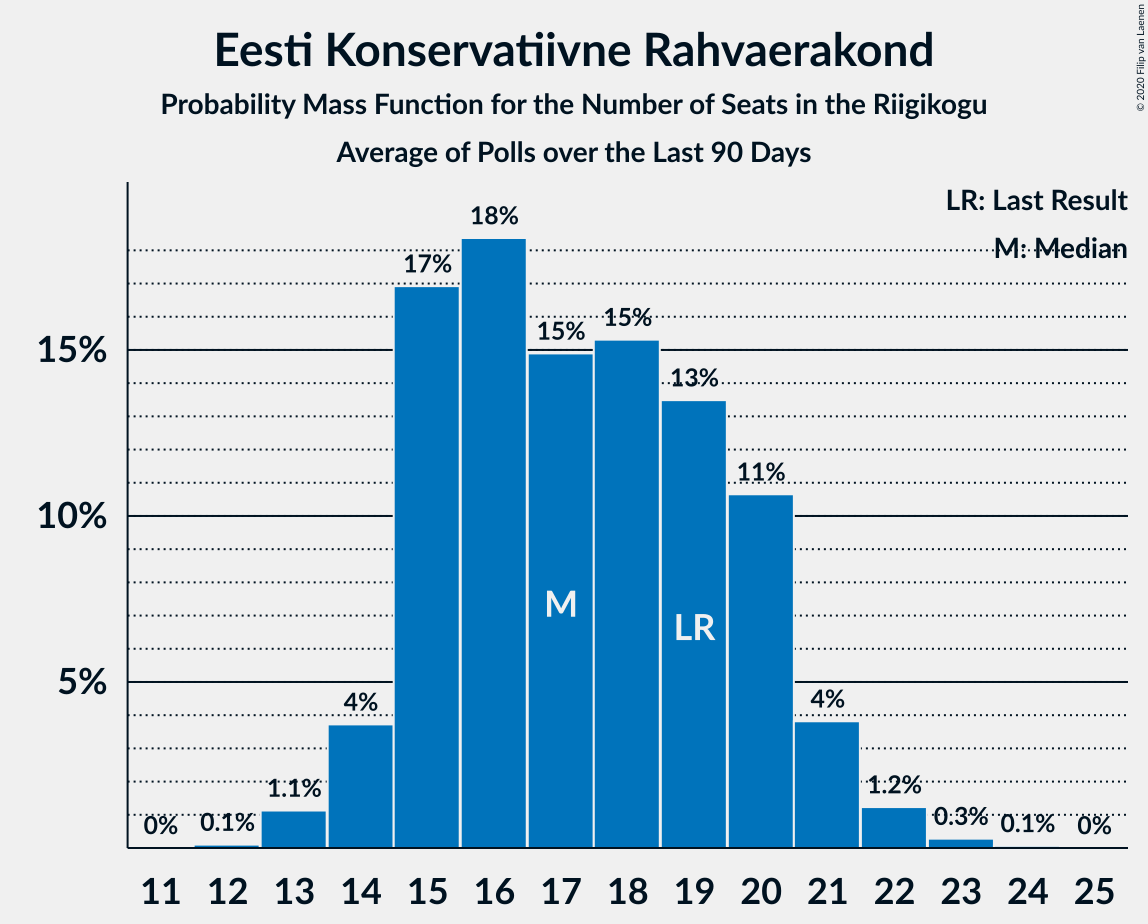 Eesti Konservatiivne Rahvaerakond
Probability Mass Function for the Number of Seats in the Riigikogu
Average of Polls over the Last 90 Days
© 2020 Filip van Laenen
LR: Last Result
M: Median
15%
10%
5%
0%
0.1%
1.1%
4%
17%
18%
15%
15%
13%
11%
4%
1.2%
0.3%
0.1%
0%
M
LR
11 12 13 14 15 16 17 18 19 20 21 22 23 24 25